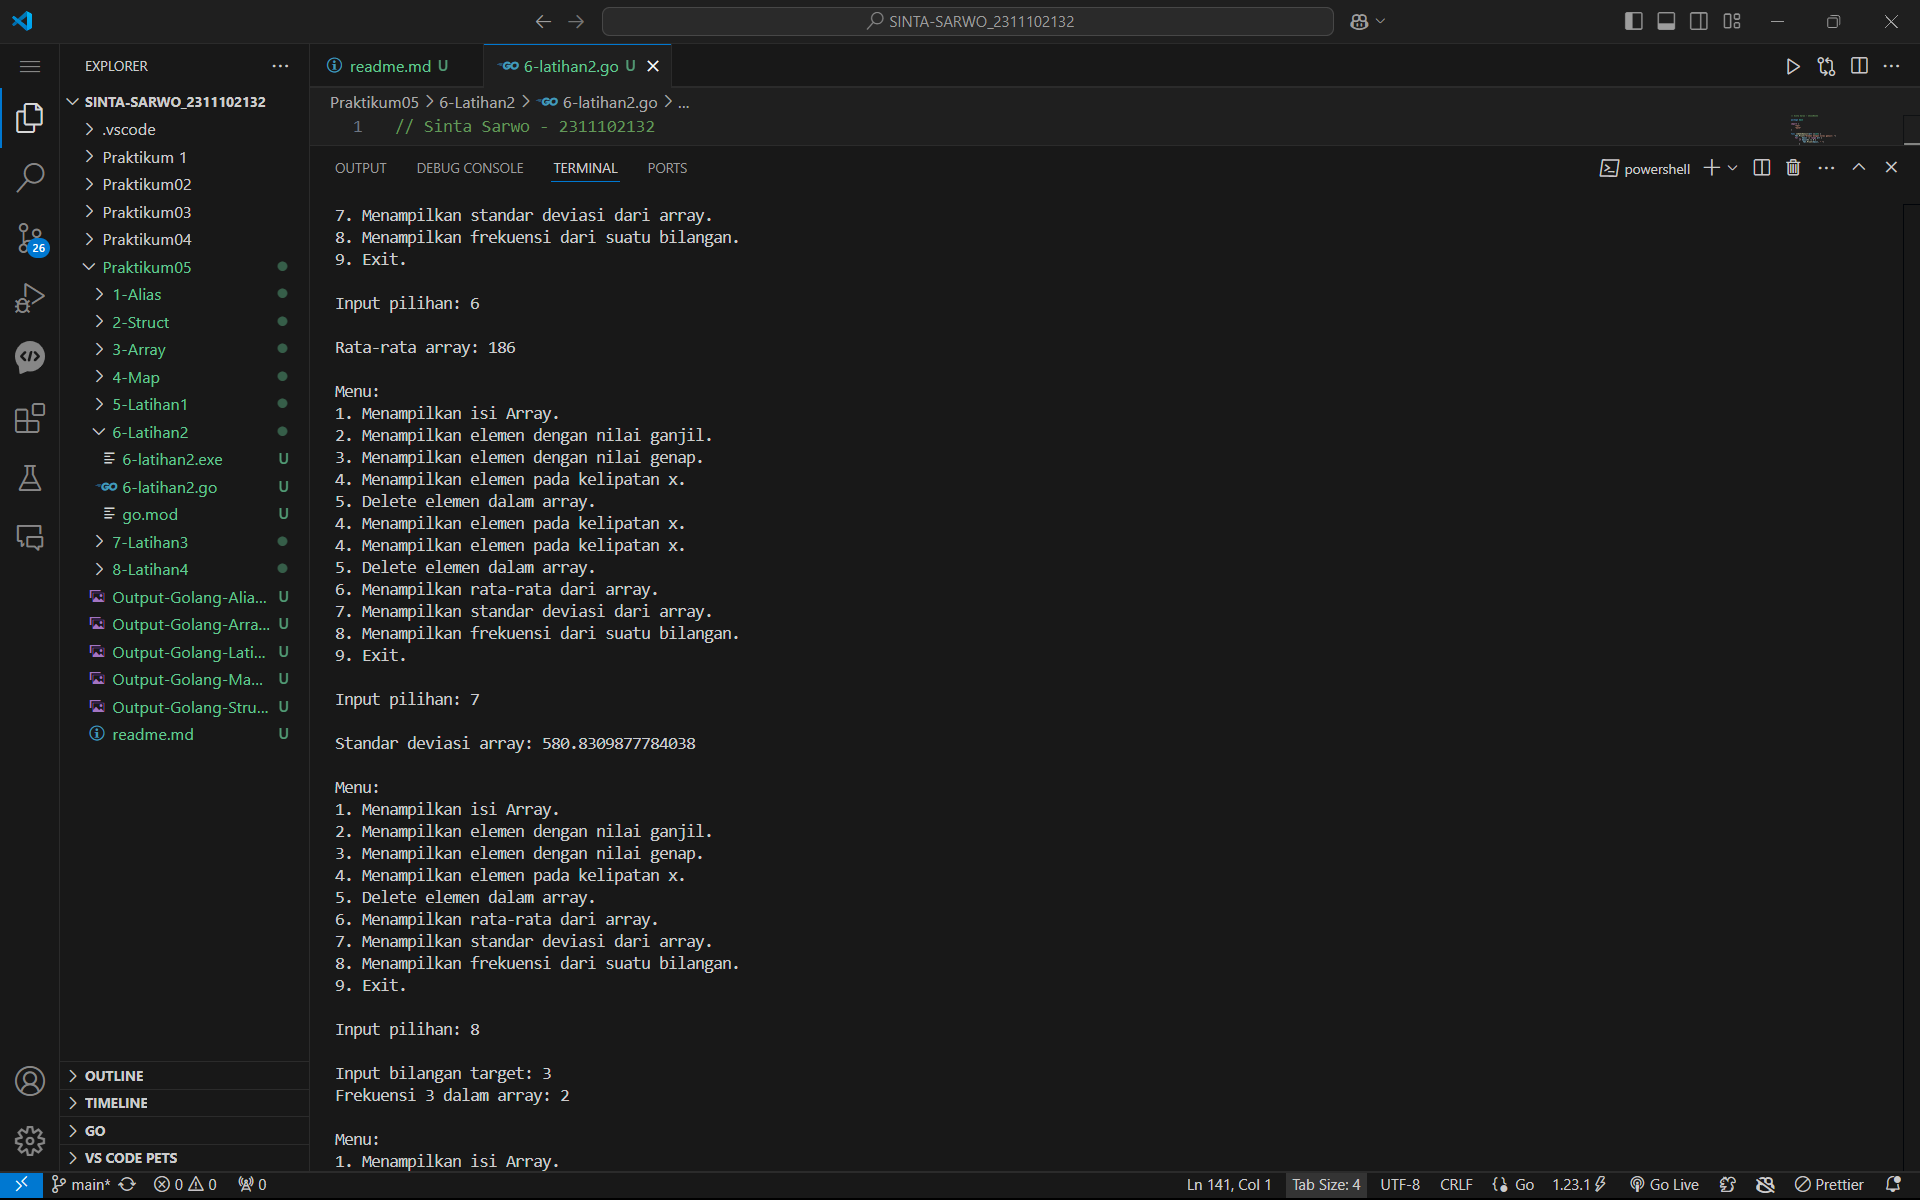 SINTA-SARWO_2311102132
EXPLORER
SINTA-SARWO_2311102132
.vscode
Praktikum 1
Praktikum02
Praktikum03
Praktikum04
Praktikum05
1-Alias
2-Struct
3-Array
4-Map
5-Latihan1
6-Latihan2
6-latihan2.exe U
GO 6-latihan2.go U
go.mod U
7-Latihan3
8-Latihan4
Output-Golang-Alia... U
Output-Golang-Arra... U
Output-Golang-Lati... U
Output-Golang-Ma... U
Output-Golang-Stru... U
readme.md U
26
OUTLINE
TIMELINE
GO
VS CODE PETS
readme.md U
GO 6-latihan2.go U
Praktikum05 > 6-Latihan2 > GO 6-latihan2.go > ...
1 // Sinta Sarwo - 2311102132
OUTPUT DEBUG CONSOLE TERMINAL PORTS
powershell
7. Menampilkan standar deviasi dari array.
8. Menampilkan frekuensi dari suatu bilangan.
9. Exit.
Input pilihan: 6
Rata-rata array: 186
Menu:
1. Menampilkan isi Array.
2. Menampilkan elemen dengan nilai ganjil.
3. Menampilkan elemen dengan nilai genap.
4. Menampilkan elemen pada kelipatan x.
5. Delete elemen dalam array.
4. Menampilkan elemen pada kelipatan x.
4. Menampilkan elemen pada kelipatan x.
5. Delete elemen dalam array.
6. Menampilkan rata-rata dari array.
7. Menampilkan standar deviasi dari array.
8. Menampilkan frekuensi dari suatu bilangan.
9. Exit.
Input pilihan: 7
Standar deviasi array: 580.8309877784038
Menu:
1. Menampilkan isi Array.
2. Menampilkan elemen dengan nilai ganjil.
3. Menampilkan elemen dengan nilai genap.
4. Menampilkan elemen pada kelipatan x.
5. Delete elemen dalam array.
6. Menampilkan rata-rata dari array.
7. Menampilkan standar deviasi dari array.
8. Menampilkan frekuensi dari suatu bilangan.
9. Exit.
Input pilihan: 8
Input bilangan target: 3
Frekuensi 3 dalam array: 2
Menu:
1. Menampilkan isi Array.
main* 0 0 0 Ln 141, Col 1 Tab Size: 4 UTF-8 CRLF Go 1.23.1 Go Live Prettier